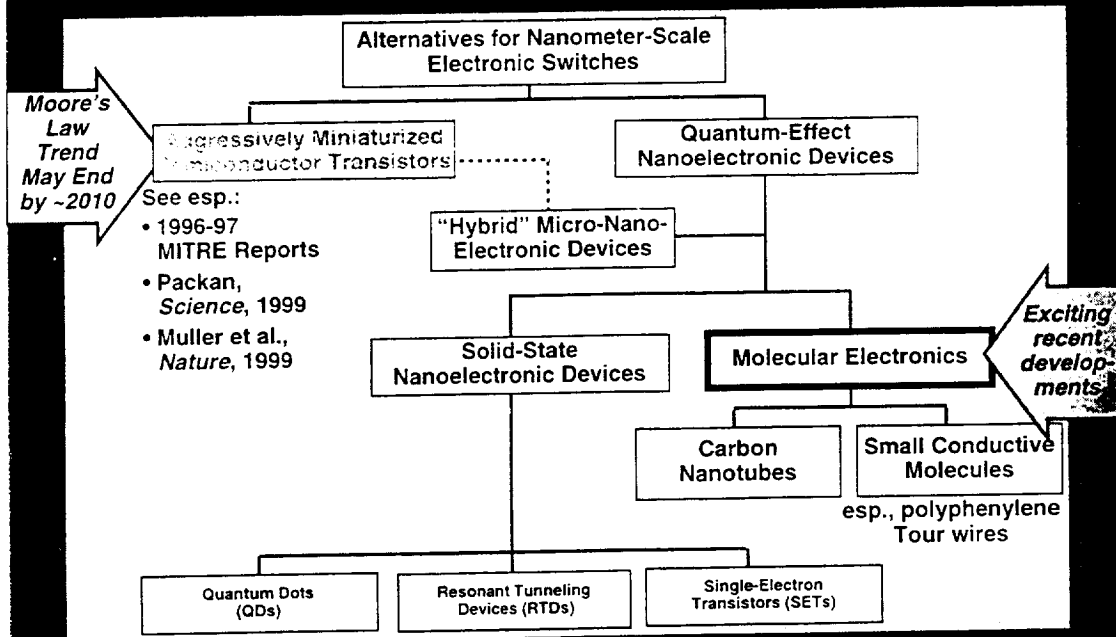 Alternatives for Nanometer-Scale
Electronic Switches
Moore's
Law
Trend
May End
by ~2010
Aggressively Miniaturized
Semiconductor Transistors
Quantum-Effect
Nanoelectronic Devices
See esp.:
• 1996-97
MITRE Reports
• Packan,
Science, 1999
• Muller et al.,
Nature, 1999
"Hybrid" Micro-Nano-
Electronic Devices
Solid-State
Nanoelectronic Devices
Molecular Electronics
Exciting
recent
develop-
ments
Carbon
Nanotubes
Small Conductive
Molecules
esp., polyphenylene
Tour wires
Quantum Dots
(QDs)
Resonant Tunneling
Devices (RTDs)
Single-Electron
Transistors (SETs)